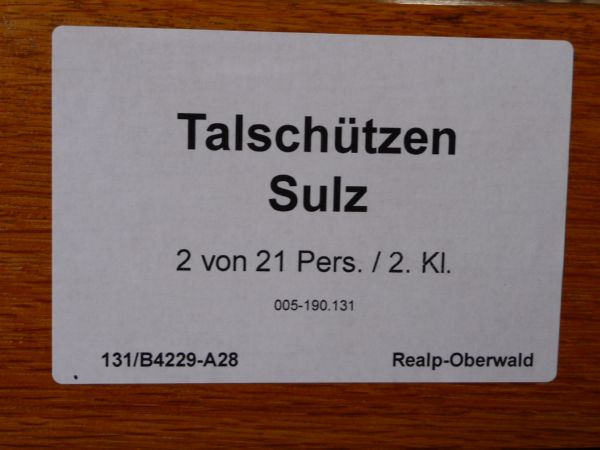 Talschützen
Sulz
2 von 21 Pers. / 2. Kl.
005-190.131
131/B4229-A28 Realp-Oberwald